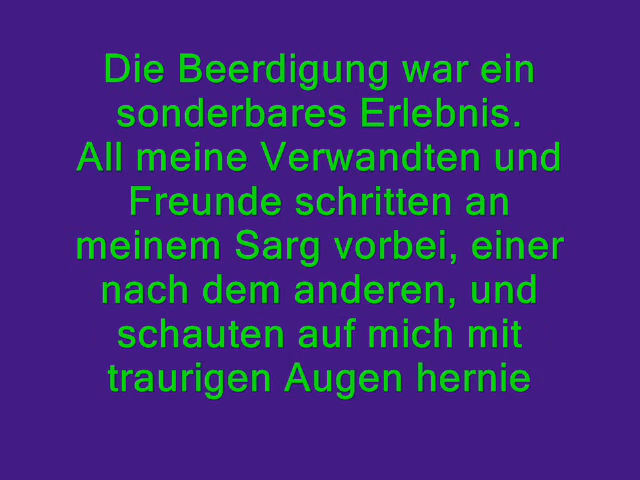 Die Beerdigung war ein
sonderbares Erlebnis.
All meine Verwandten und
Freunde schritten an
meinem Sarg vorbei, einer
nach dem anderen, und
schauten auf mich mit
traurigen Augen hernie